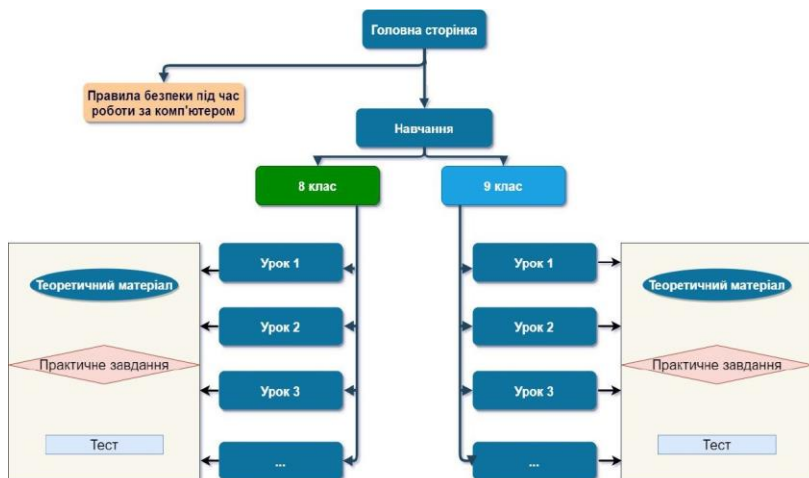 Головна сторінка
Правила безпеки під час
роботи за комп'ютером
Навчання
8 клас
9 клас
Урок 1
Урок 1
Теоретичний матеріал
Теоретичний матеріал
Урок 2
Урок 2
Практичне завдання
Практичне завдання
Урок 3
Урок 3
Тест
Тест
...
...